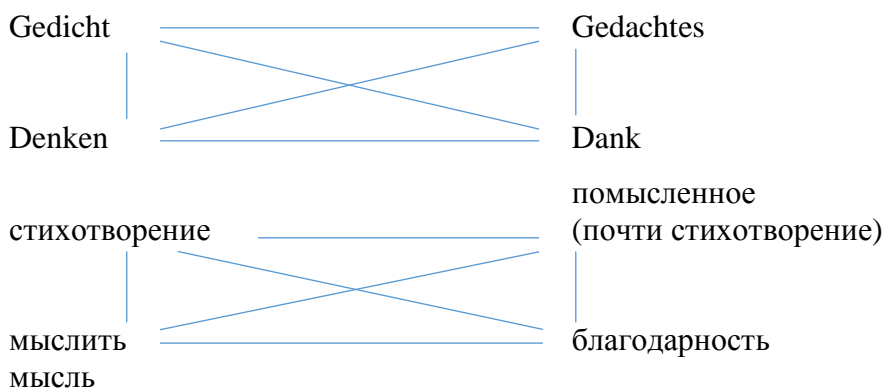 Gedicht Gedachtes
Denken Dank
помысленное
стихотворение (почти стихотворение)
мыслить благодарность
мысль